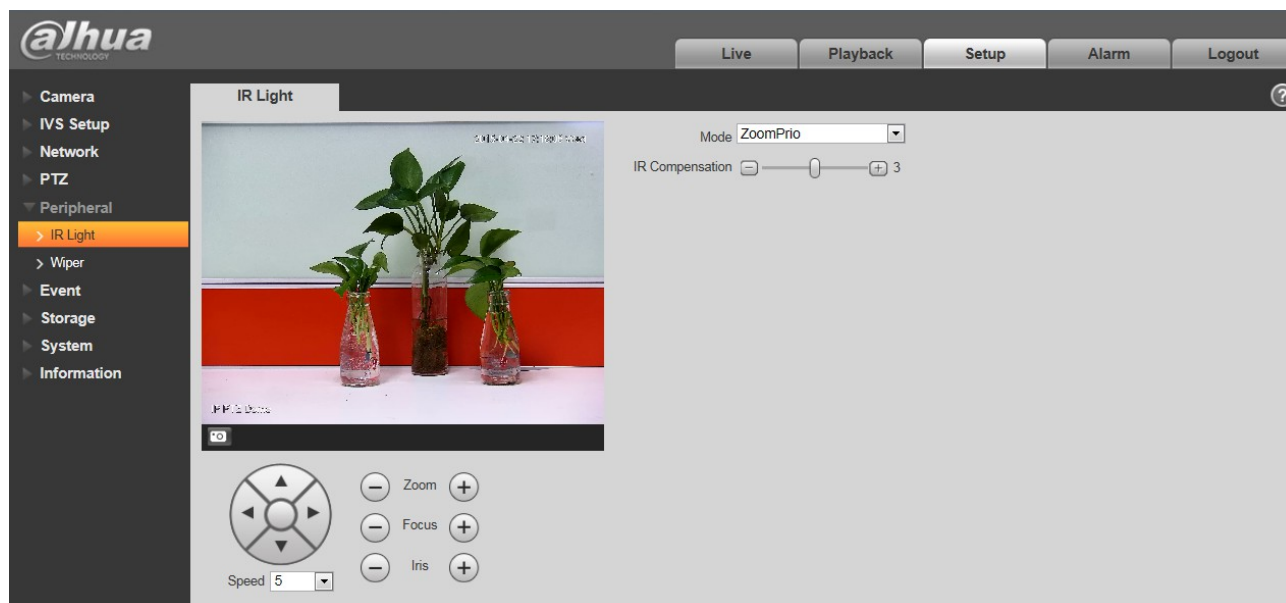 alhua
TECHNOLOGY
Live
Playback
Setup
Alarm
Logout
Camera
IVS Setup
Network
PTZ
Peripheral
IR Light
Wiper
Event
Storage
System
Information
IR Light
?
Mode ZoomPrio
IR Compensation 3
Zoom
Focus
Iris
Speed 5